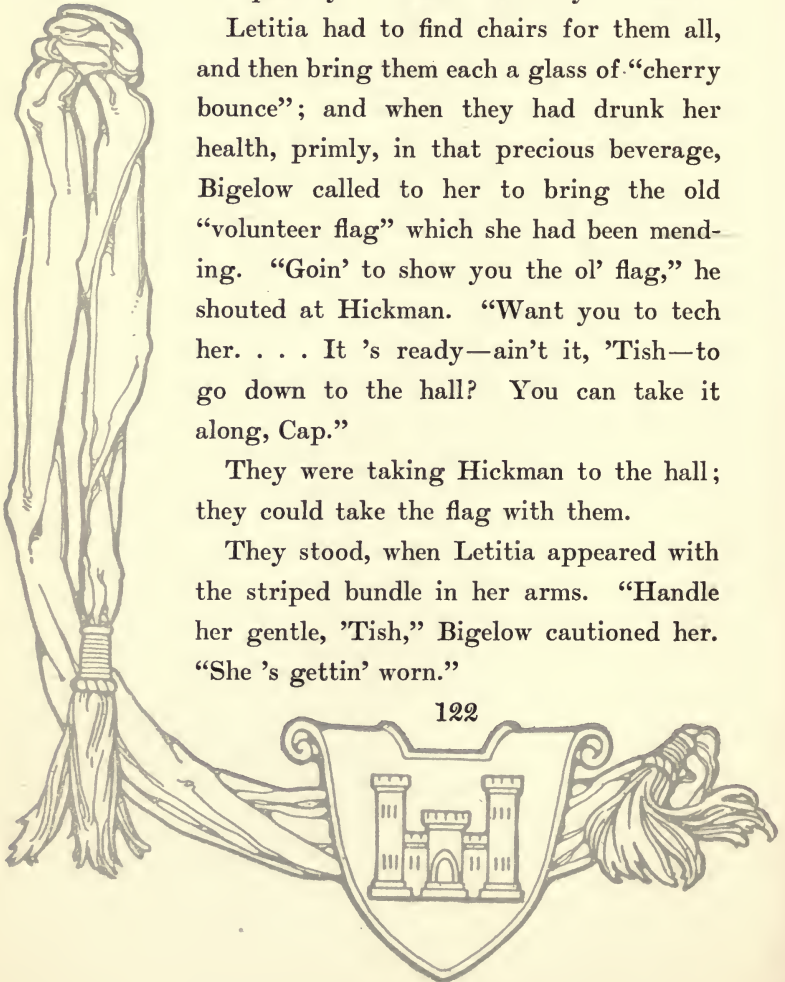 Letitia had to find chairs for them all,
and then bring them each a glass of “cherry
bounce”; and when they had drunk her
health, primly, in that precious beverage,
Bigelow called to her to bring the old
“volunteer flag” which she had been mend-
ing. “Goin’ to show you the ol’ flag,” he
shouted at Hickman. “Want you to tech
her. . . . It ’s ready—ain’t it, ’Tish—to
go down to the hall? You can take it
along, Cap.”
They were taking Hickman to the hall;
they could take the flag with them.
They stood, when Letitia appeared with
the striped bundle in her arms. “Handle
her gentle, ’Tish,” Bigelow cautioned her.
“She ’s gettin’ worn.”
122